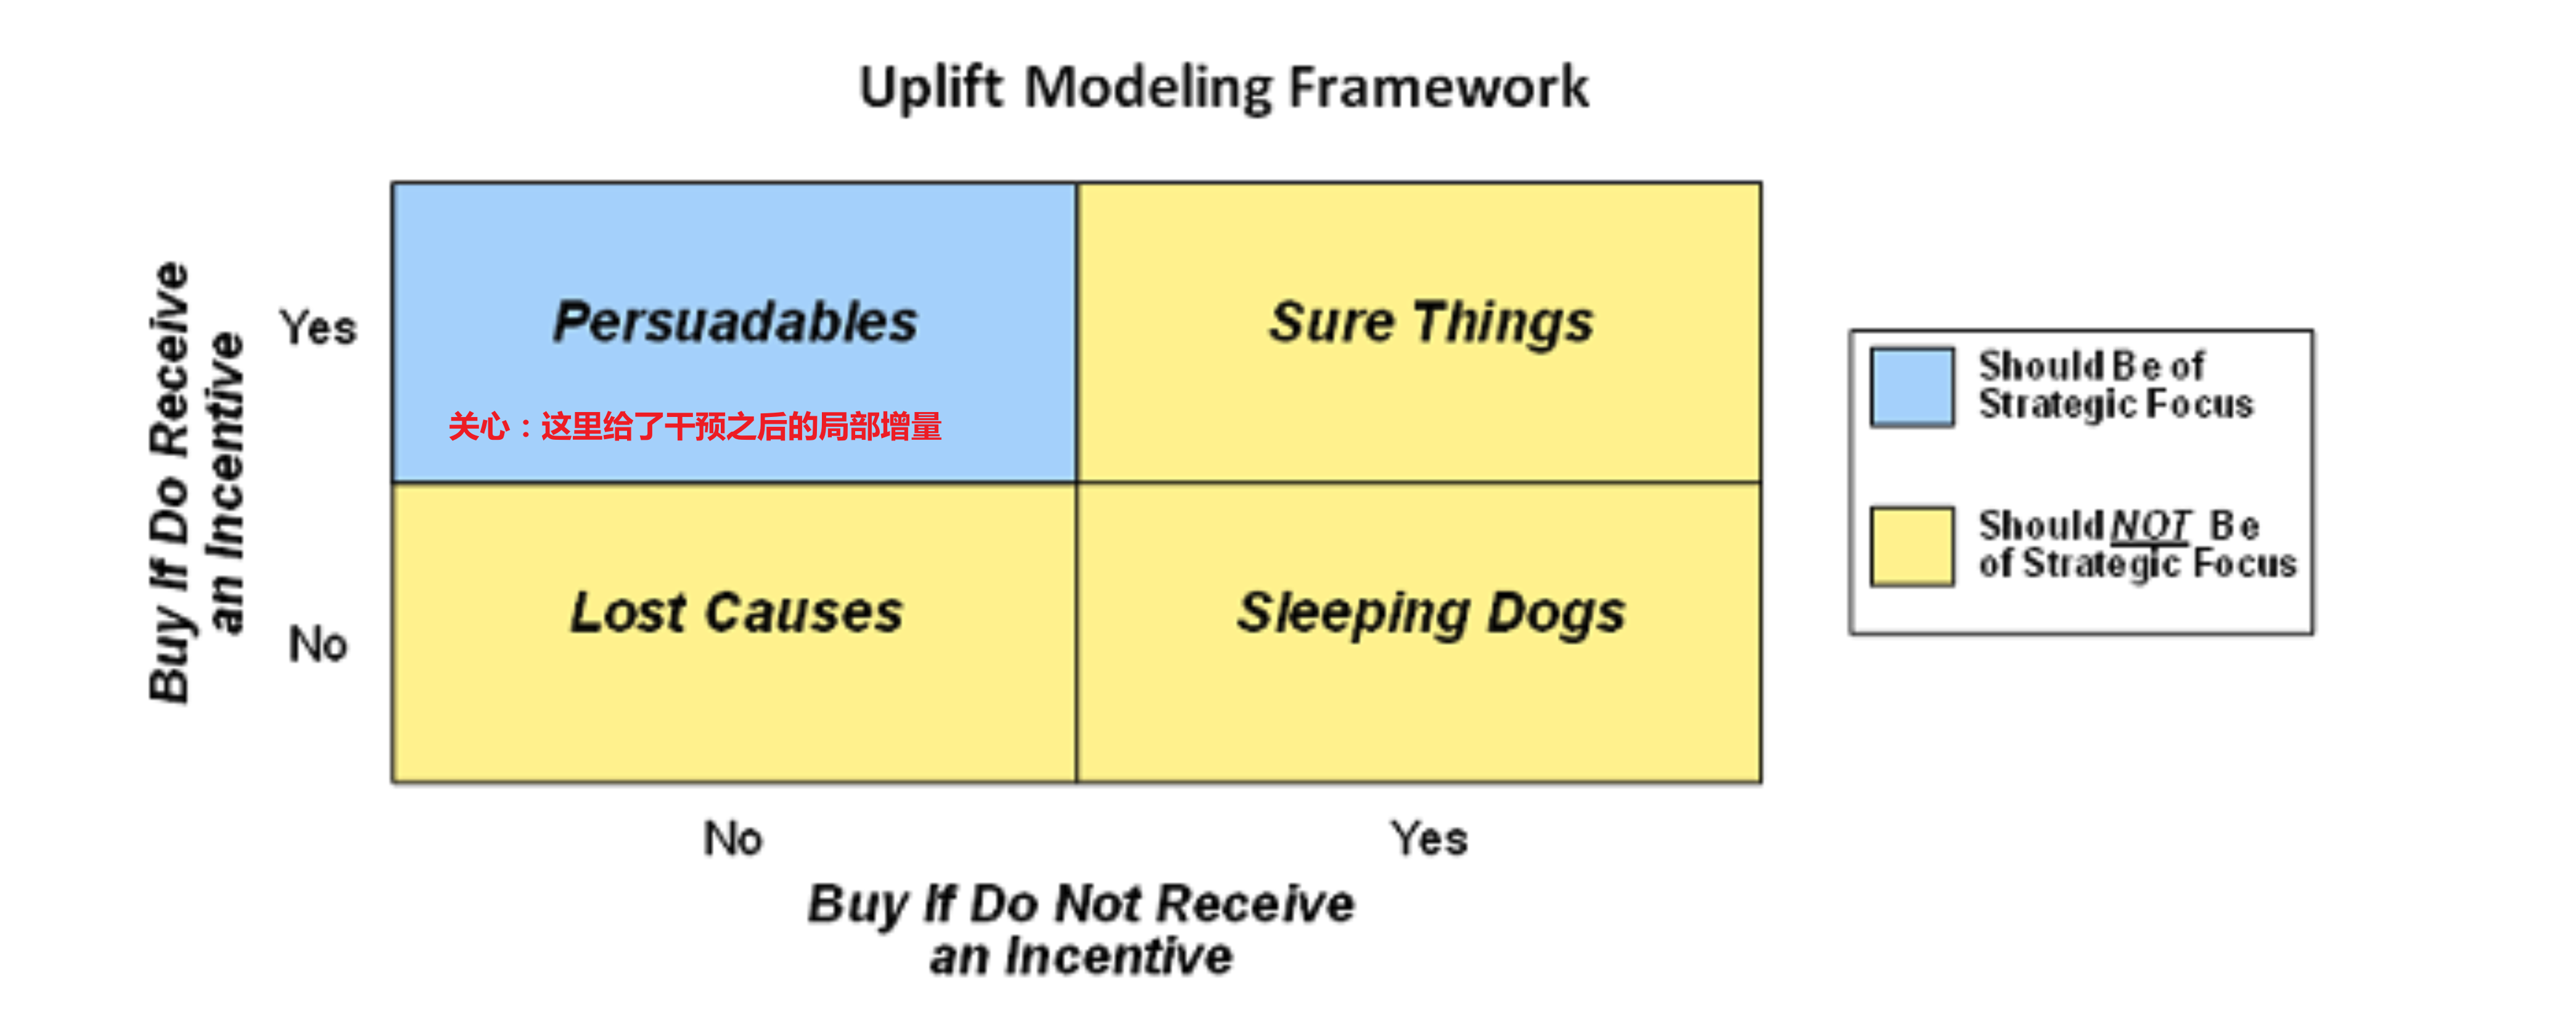 Uplift Modeling Framework
Buy If Do Receive
an Incentive
Yes
Persuadables
Sure Things
关心：这里给了干预之后的局部增量
No
Lost Causes
Sleeping Dogs
No
Yes
Buy If Do Not Receive
an Incentive
Should Be of
Strategic Focus
Should NOT Be
of Strategic Focus